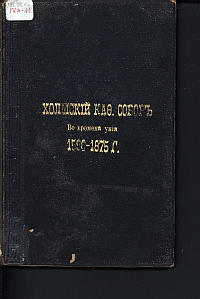 ХОЛМСКІЙ КАѲ. СОБОРЪ
Во времена уніи
1596-1875 Г.